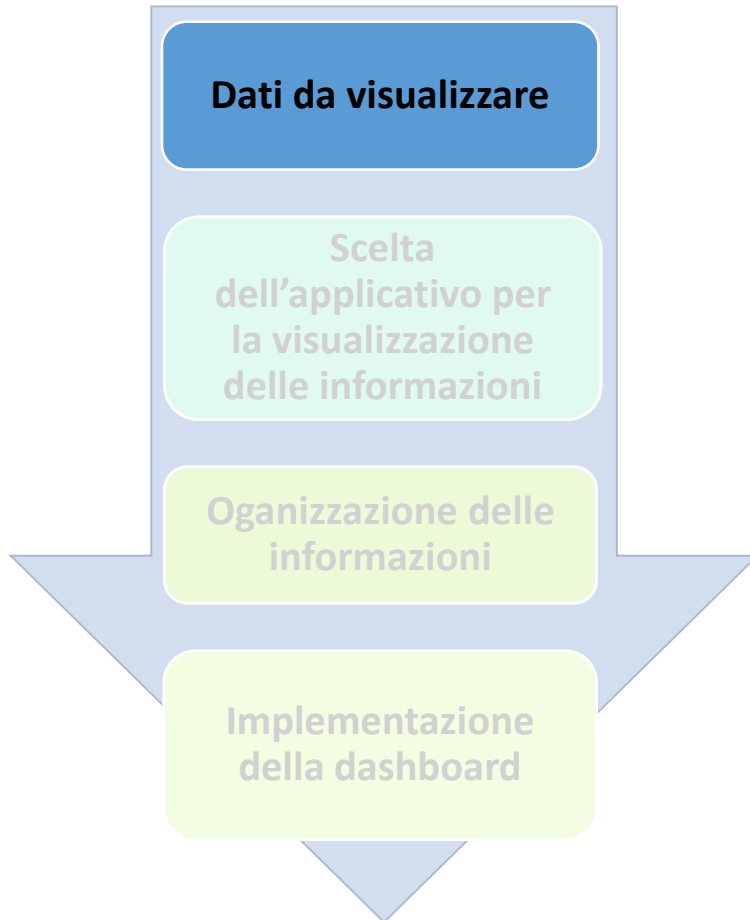 Dati da visualizzare
Scelta
dell’applicativo per
la visualizzazione
delle informazioni
Oganizzazione delle
informazioni
Implementazione
della dashboard